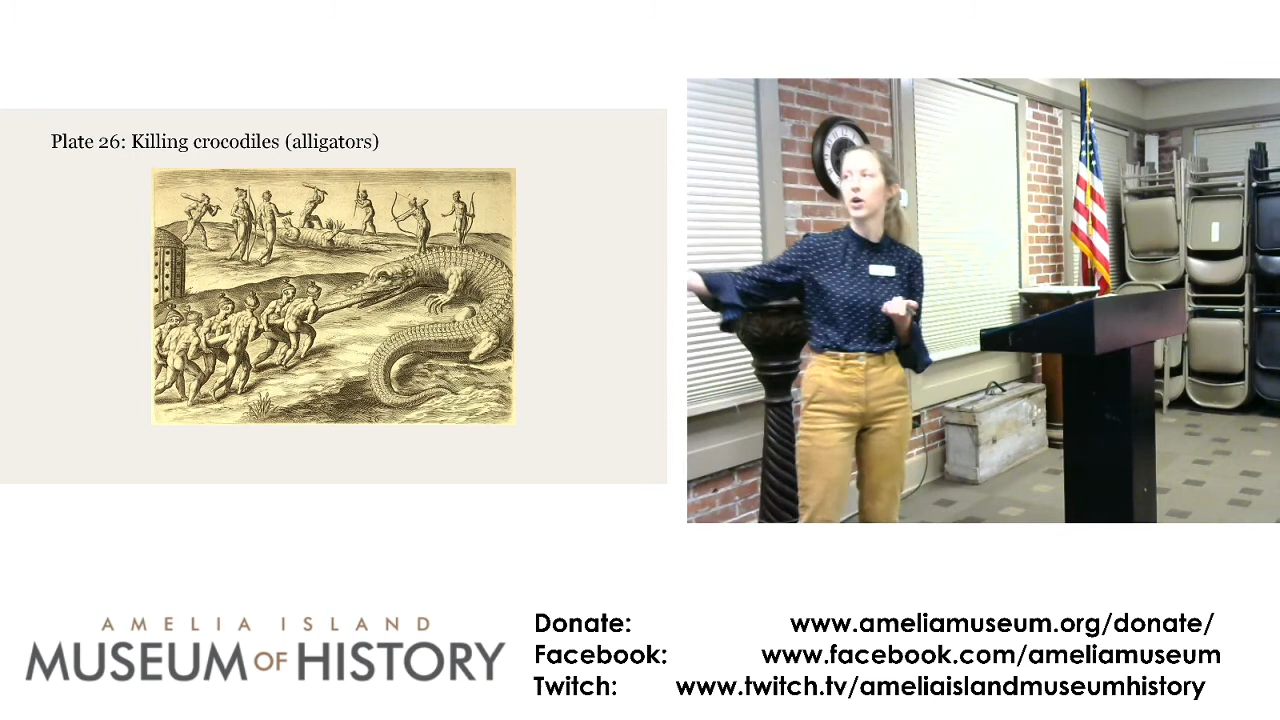 Plate 26: Killing crocodiles (alligators)
AMELIA ISLAND
MUSEUM OF HISTORY
Donate: www.ameliamuseum.org/donate/
Facebook: www.facebook.com/ameliamuseum
Twitch: www.twitch.tv/ameliaislandmuseumhistory